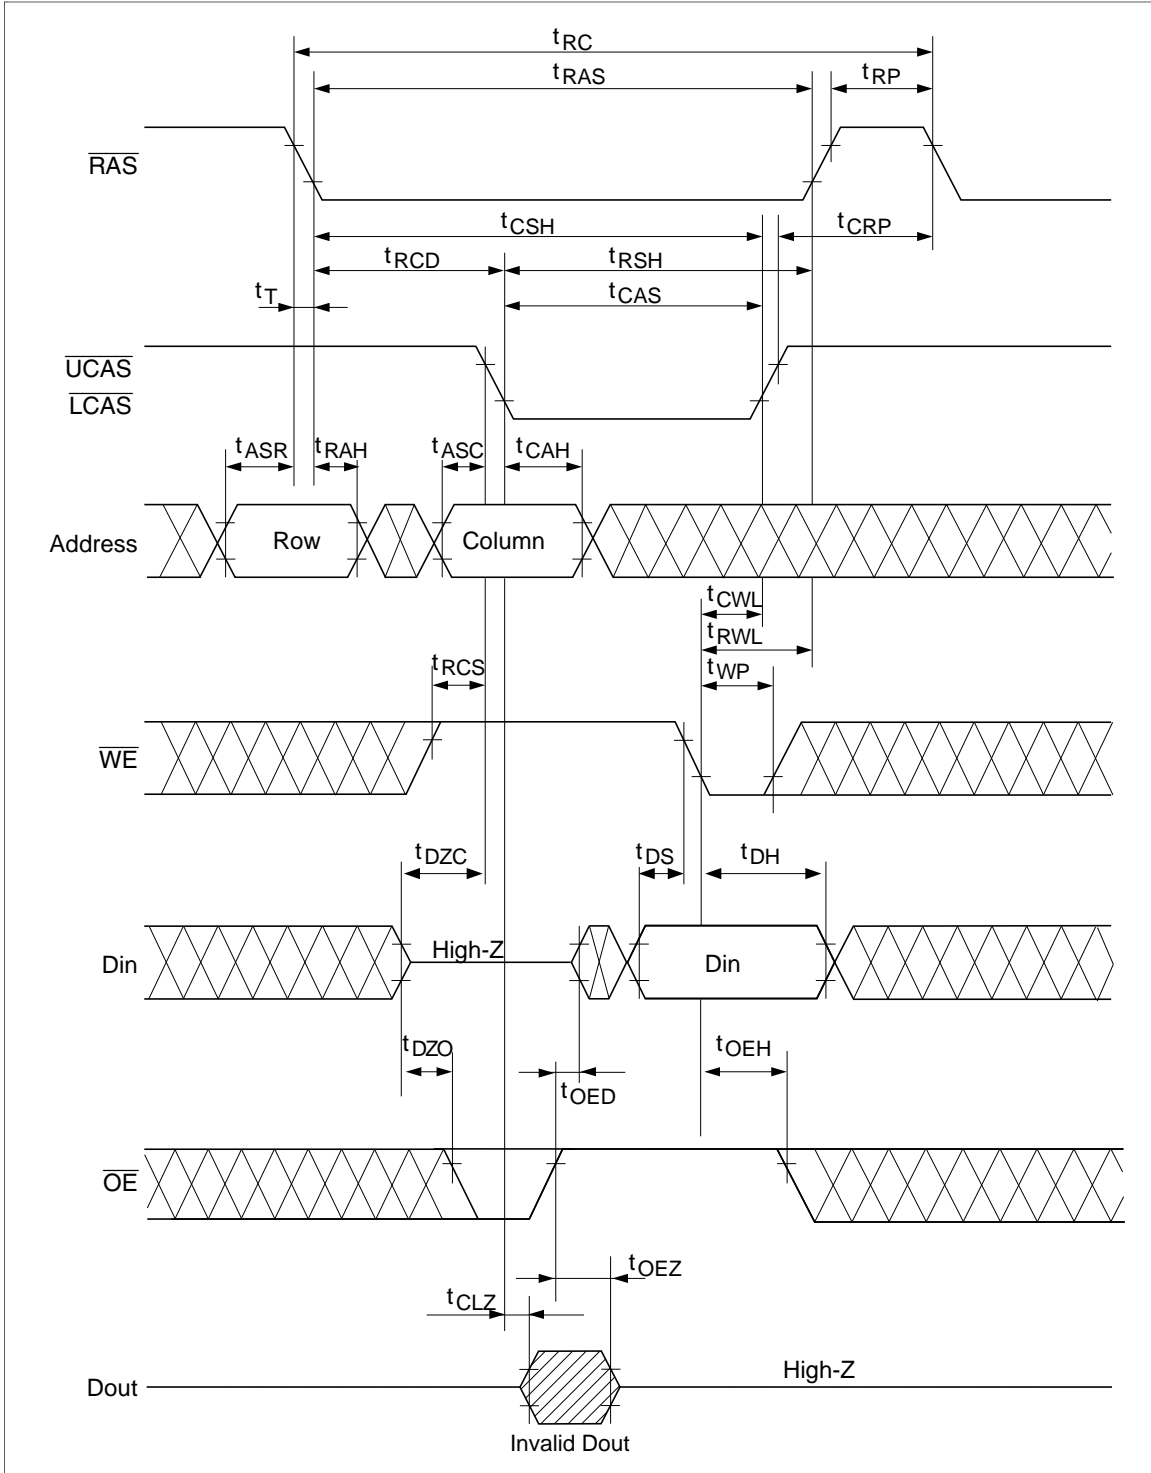 tRC
tRAS
tRP
RAS
tCSH
tCRP
tRCD
tRSH
tT
tCAS
UCAS
LCAS
tASR
tRAH
tASC
tCAH
Address
Row
Column
tCWL
tRWL
tRCS
tWP
WE
tDZC
tDS
tDH
Din
High-Z
Din
tDZO
tOEH
tOED
OE
tOEZ
tCLZ
Dout
High-Z
Invalid Dout